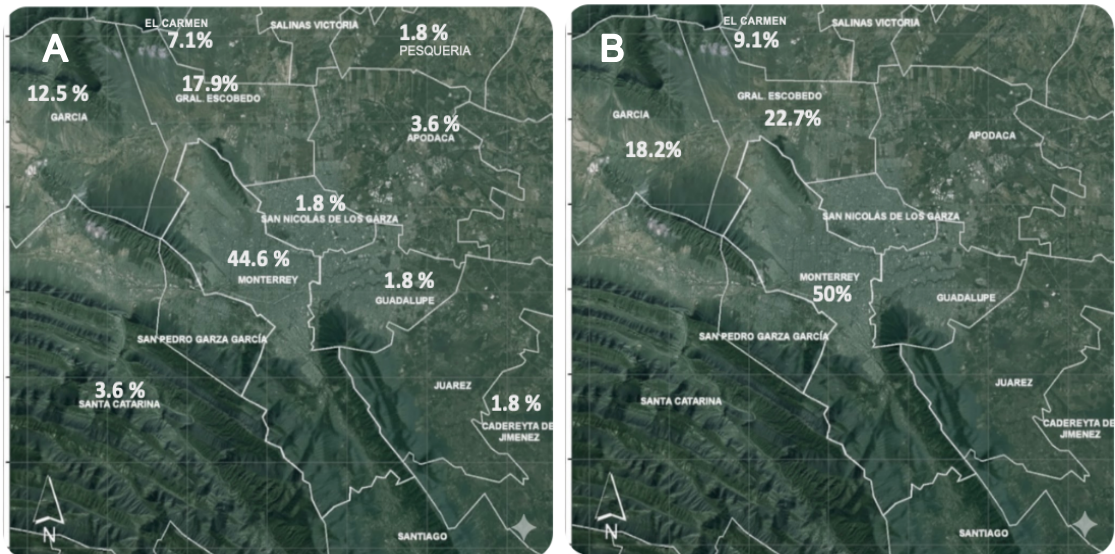 A
EL CARMEN
7.1%
SALINAS VICTORIA
1.8 %
PESQUERIA
12.5 %
GARCIA
17.9%
GRAL. ESCOBEDO
3.6 %
APODACA
1.8 %
SAN NICOLÁS DE LOS GARZA
44.6 %
MONTERREY
1.8 %
GUADALUPE
SAN PEDRO GARZA GARCÍA
3.6 %
SANTA CATARINA
JUAREZ
1.8 %
CADEREYTA DE
JIMENEZ
N
SANTIAGO
B
EL CARMEN
9.1%
SALINAS VICTORIA
GRAL. ESCOBEDO
22.7%
GARCIA
18.2%
APODACA
SAN NICOLÁS DE LOS GARZA
MONTERREY
50%
GUADALUPE
SAN PEDRO GARZA GARCÍA
SANTA CATARINA
JUAREZ
CADEREYTA DE
JIMENEZ
N
SANTIAGO